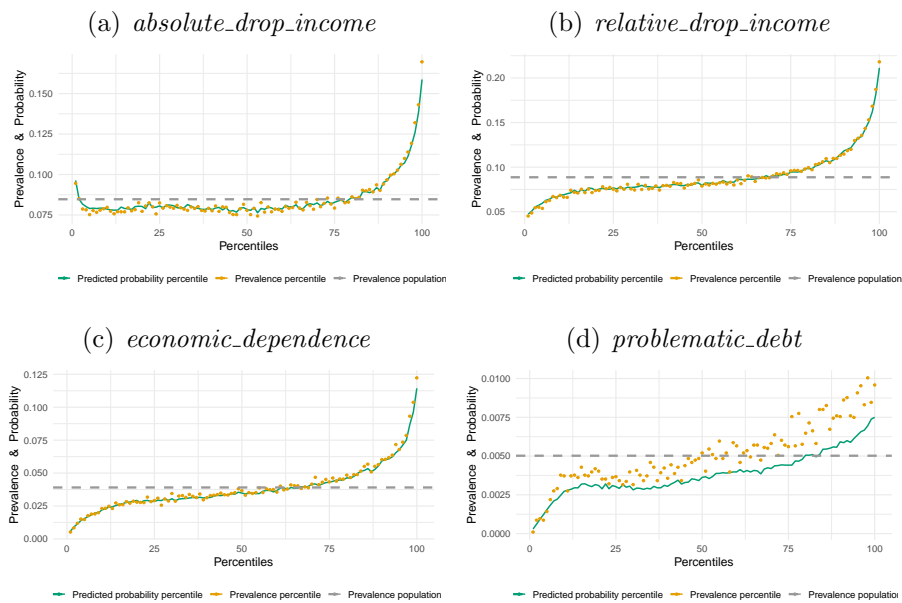 (a) absolute_drop_income
(b) relative_drop_income
Prevalence & Probability
0.150
0.125
0.100
0.075
0
25
50
75
100
Percentiles
Predicted probability percentile
Prevalence percentile
Prevalence population
Prevalence & Probability
0.20
0.15
0.10
0.05
0
25
50
75
100
Percentiles
Predicted probability percentile
Prevalence percentile
Prevalence population
(c) economic_dependence
(d) problematic_debt
Prevalence & Probability
0.125
0.100
0.075
0.050
0.025
0.000
0
25
50
75
100
Percentiles
Predicted probability percentile
Prevalence percentile
Prevalence population
Prevalence & Probability
0.0100
0.0075
0.0050
0.0025
0.0000
0
25
50
75
100
Percentiles
Predicted probability percentile
Prevalence percentile
Prevalence population